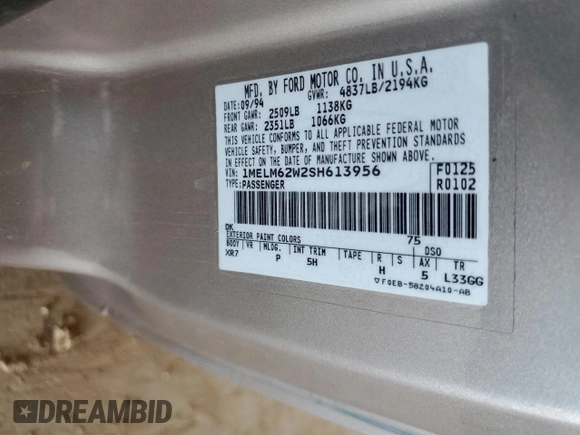 MFD. BY FORD MOTOR CO. IN U.S.A.
DATE: 09/94 GVWR: 4837LB/2194KG
FRONT GAWR: 2509LB 1138KG
REAR GAWR: 2351LB 1066KG
THIS VEHICLE CONFORMS TO ALL APPLICABLE FEDERAL MOTOR
VEHICLE SAFETY, BUMPER, AND THEFT PREVENTION STANDARDS
IN EFFECT ON THE DATE OF MANUFACTURE SHOWN ABOVE.
VIN: 1MELM62W2SH613956 F0125
TYPE: PASSENGER R0102
DK 75
EXTERIOR PAINT COLORS DSO
BODY VR MLDG. INT TRIM TAPE R S AX TR
XR7 P 5H H 5 L33GG
▽F0EB-58204A10-AB
DREAMBID